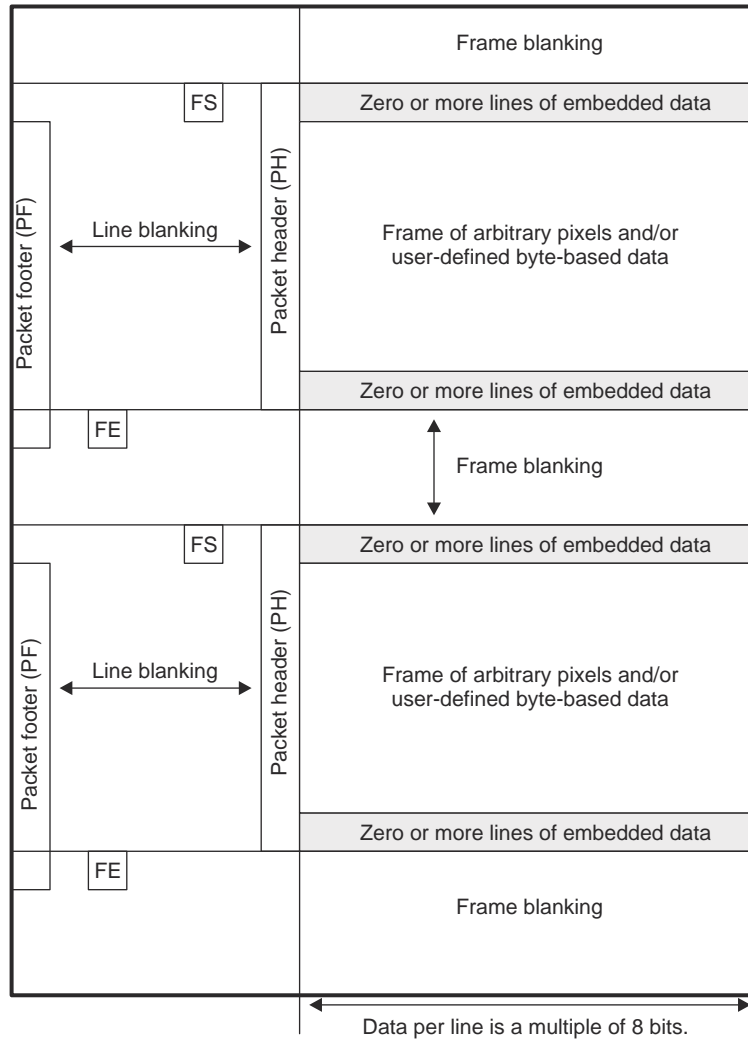 Frame blanking
FS
Zero or more lines of embedded data
Packet footer (PF)
Line blanking
Packet header (PH)
Frame of arbitrary pixels and/or
user-defined byte-based data
Zero or more lines of embedded data
FE
Frame blanking
FS
Zero or more lines of embedded data
Packet footer (PF)
Line blanking
Packet header (PH)
Frame of arbitrary pixels and/or
user-defined byte-based data
Zero or more lines of embedded data
FE
Frame blanking
Data per line is a multiple of 8 bits.